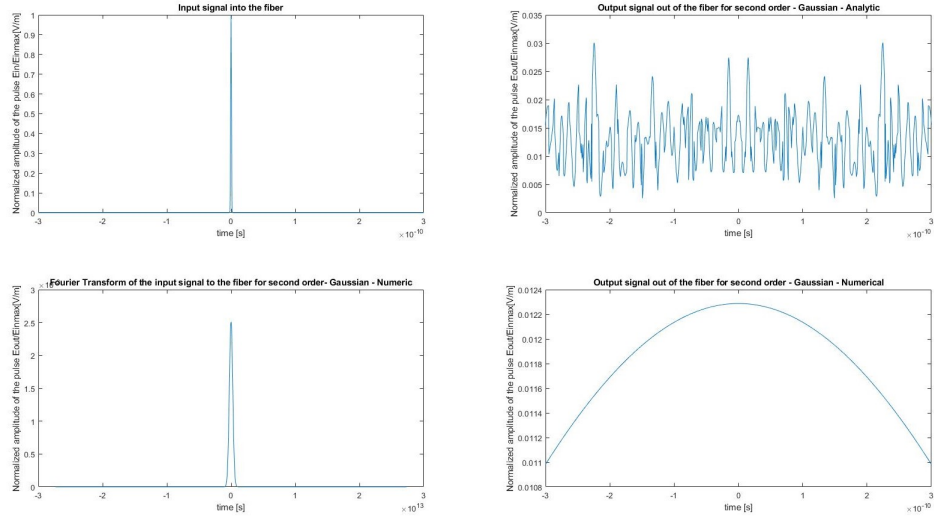 Input signal into the fiber
Normalized amplitude of the pulse Ein/Einmax[V/m]
1
0.9
0.8
0.7
0.6
0.5
0.4
0.3
0.2
0.1
0
-3 -2 -1 0 1 2 3
time [s]
×10⁻¹⁰
Output signal out of the fiber for second order - Gaussian - Analytic
Normalized amplitude of the pulse Eout/Einmax[V/m]
0.035
0.03
0.025
0.02
0.015
0.01
0.005
0
-3 -2 -1 0 1 2 3
time [s]
×10⁻¹⁰
Fourier Transform of the input signal to the fiber for second order- Gaussian - Numeric
Normalized amplitude of the pulse Eout/Einmax[V/m]
3
2.5
2
1.5
1
0.5
0
-3 -2 -1 0 1 2 3
time [s]
×10¹³
Output signal out of the fiber for second order - Gaussian - Numerical
Normalized amplitude of the pulse Eout/Einmax[V/m]
0.0124
0.0122
0.012
0.0118
0.0116
0.0114
0.0112
0.011
0.0108
-3 -2 -1 0 1 2 3
time [s]
×10⁻¹⁰